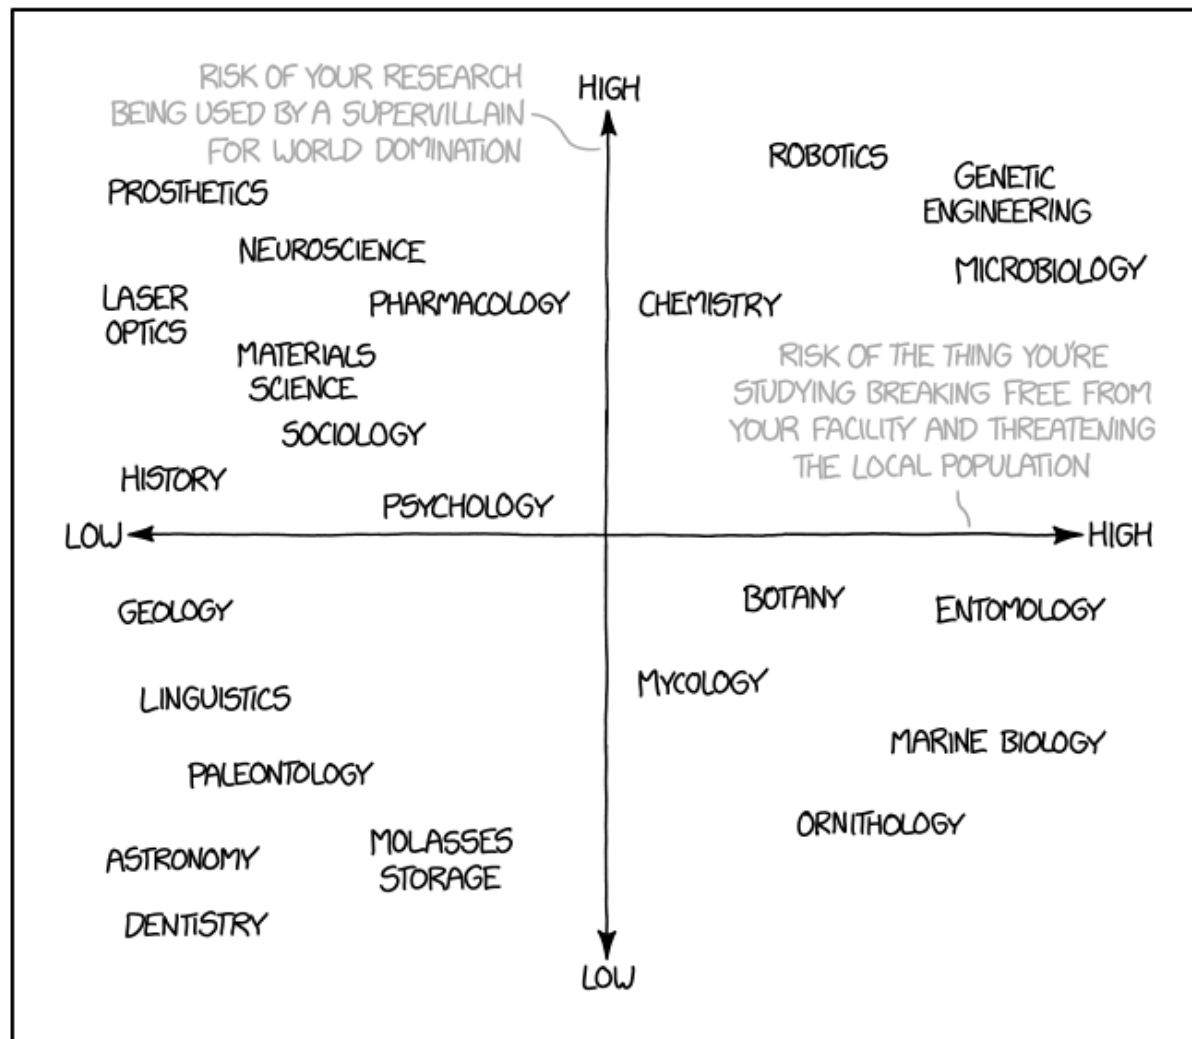 RISK OF YOUR RESEARCH
BEING USED BY A SUPERVILLAIN
FOR WORLD DOMINATION
HIGH
ROBOTICS
GENETIC
ENGINEERING
PROSTHETICS
NEUROSCIENCE
MICROBIOLOGY
LASER
OPTICS
PHARMACOLOGY
CHEMISTRY
MATERIALS
SCIENCE
RISK OF THE THING YOU'RE
STUDYING BREAKING FREE FROM
YOUR FACILITY AND THREATENING
THE LOCAL POPULATION
SOCIOLOGY
HISTORY
PSYCHOLOGY
LOW
HIGH
GEOLOGY
BOTANY
ENTOMOLOGY
LINGUISTICS
MYCOLOGY
MARINE BIOLOGY
PALEONTOLOGY
ORNITHOLOGY
ASTRONOMY
MOLASSES
STORAGE
DENTISTRY
LOW